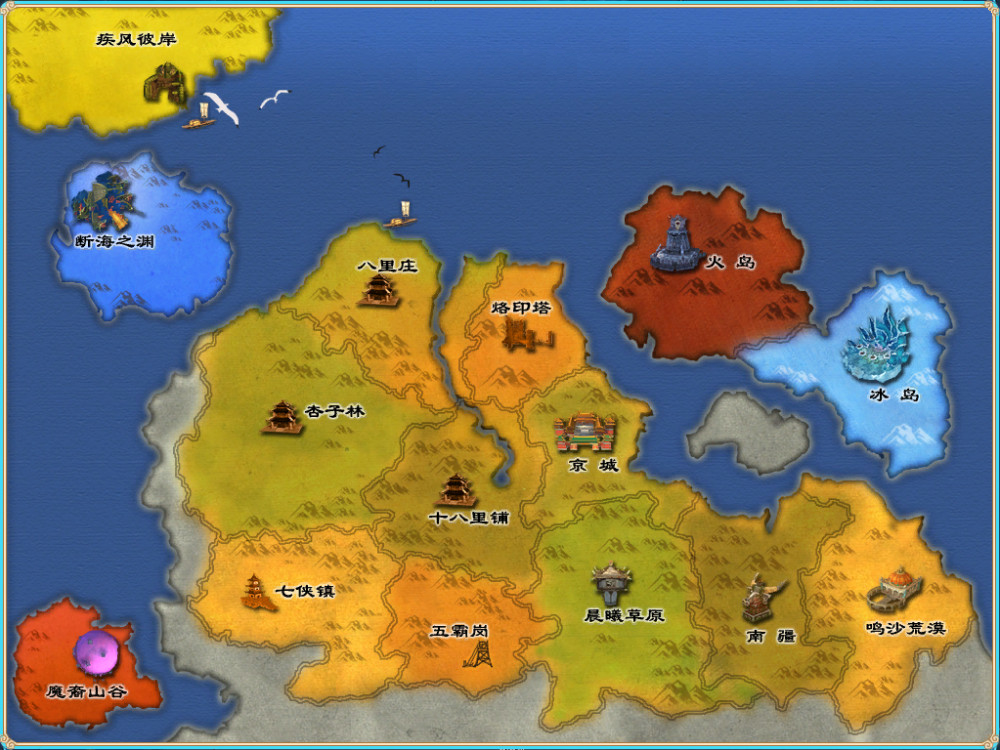 疾风彼岸
断海之渊
八里庄
火 岛
烙印塔
冰 岛
杏子林
京 城
十八里铺
七侠镇
晨曦草原
五霸岗
南 疆
鸣沙荒漠
魔裔山谷